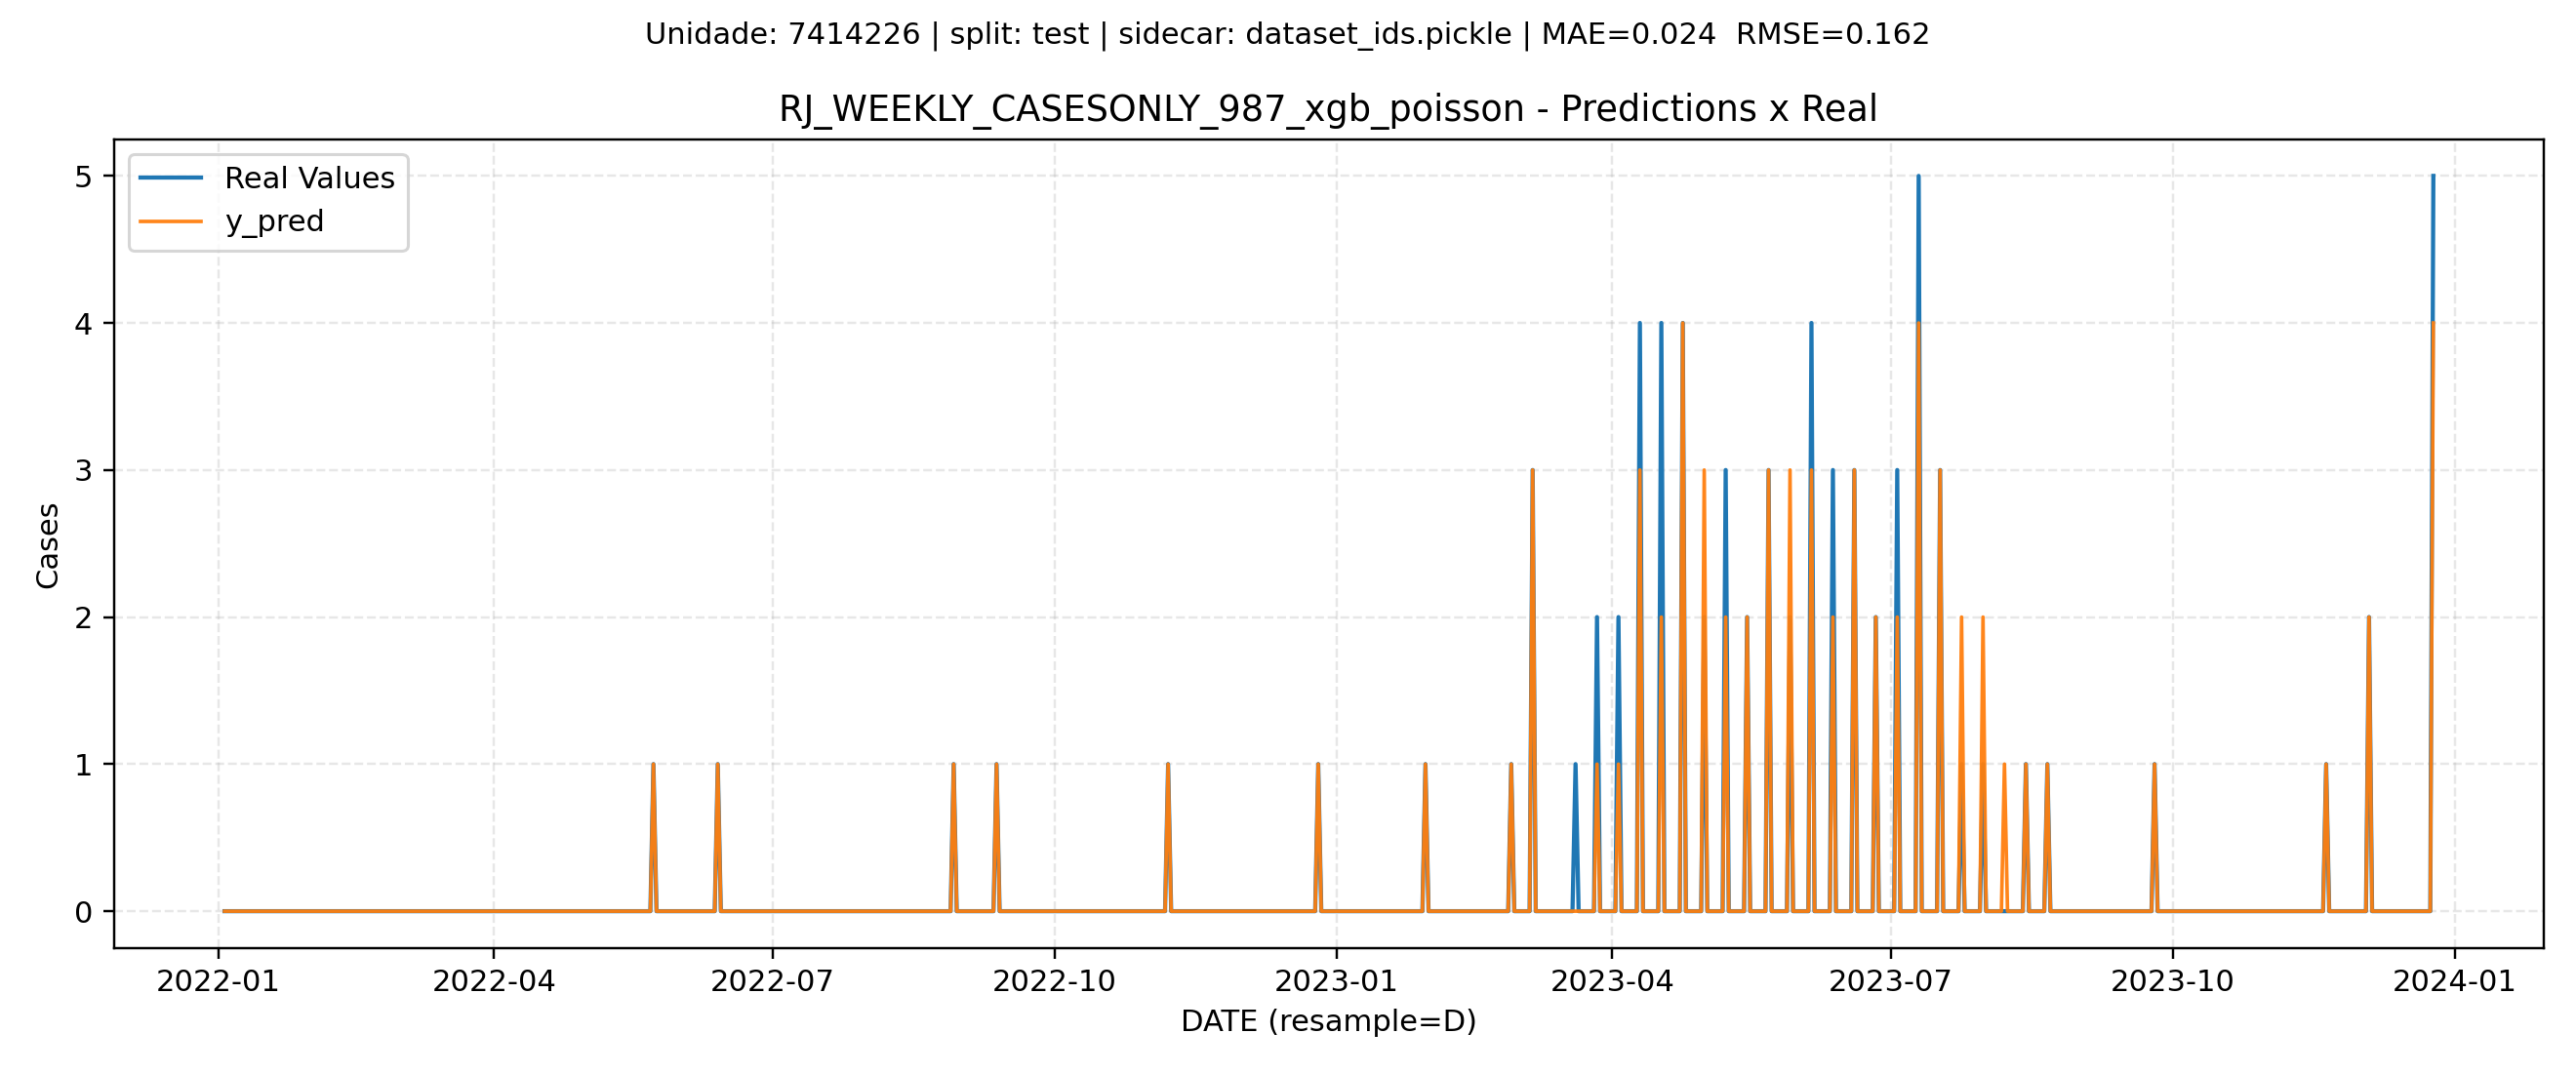 Unidade: 7414226 | split: test | sidecar: dataset_ids.pickle | MAE=0.024  RMSE=0.162
RJ_WEEKLY_CASESONLY_987_xgb_poisson - Predictions x Real
Real Values
y_pred
Cases
5
4
3
2
1
0
2022-01
2022-04
2022-07
2022-10
2023-01
2023-04
2023-07
2023-10
2024-01
DATE (resample=D)